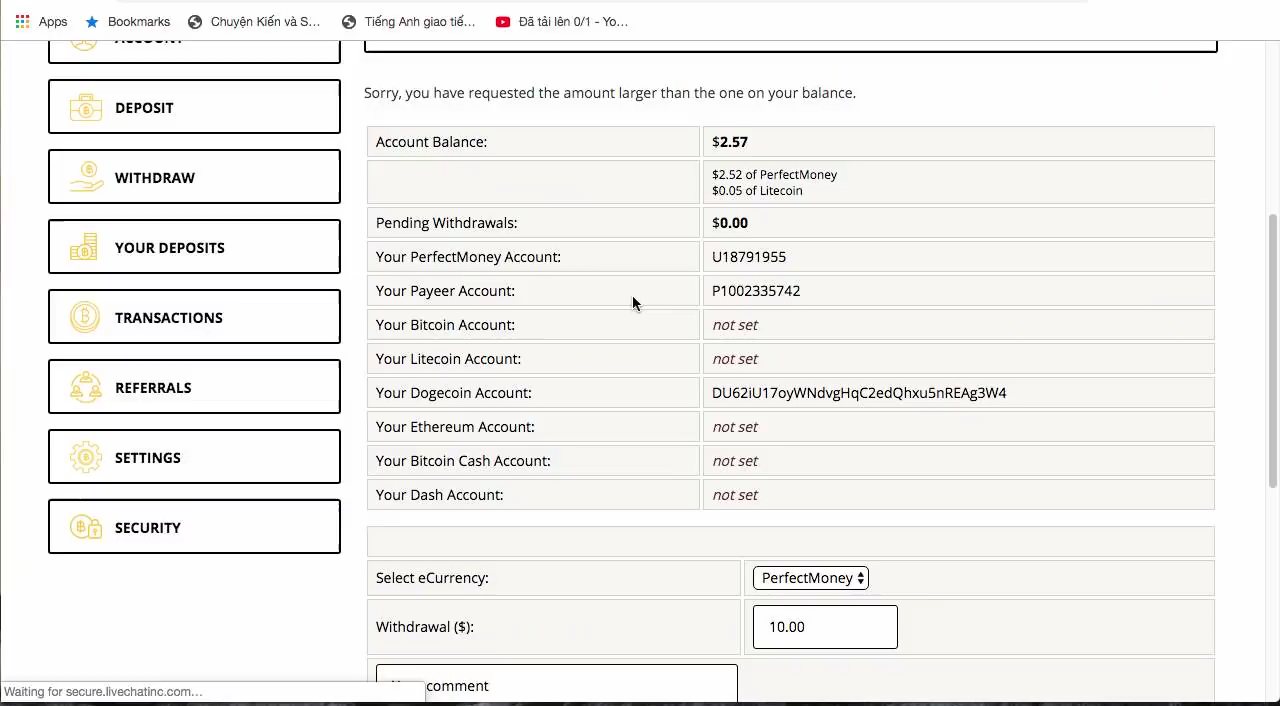 Apps Bookmarks Chuyện Kiến và S... Tiếng Anh giao tiế... Đã tải lên 0/1 - Yo...
ACCOUNT
DEPOSIT
WITHDRAW
YOUR DEPOSITS
TRANSACTIONS
REFERRALS
SETTINGS
SECURITY
Sorry, you have requested the amount larger than the one on your balance.
Account Balance: $2.57
$2.52 of PerfectMoney
$0.05 of Litecoin
Pending Withdrawals: $0.00
Your PerfectMoney Account: U18791955
Your Payeer Account: P1002335742
Your Bitcoin Account: not set
Your Litecoin Account: not set
Your Dogecoin Account: DU62iU17oyWNdvgHqC2edQhxu5nREAg3W4
Your Ethereum Account: not set
Your Bitcoin Cash Account: not set
Your Dash Account: not set
Select eCurrency: PerfectMoney
Withdrawal ($): 10.00
comment
Waiting for secure.livechatinc.com...